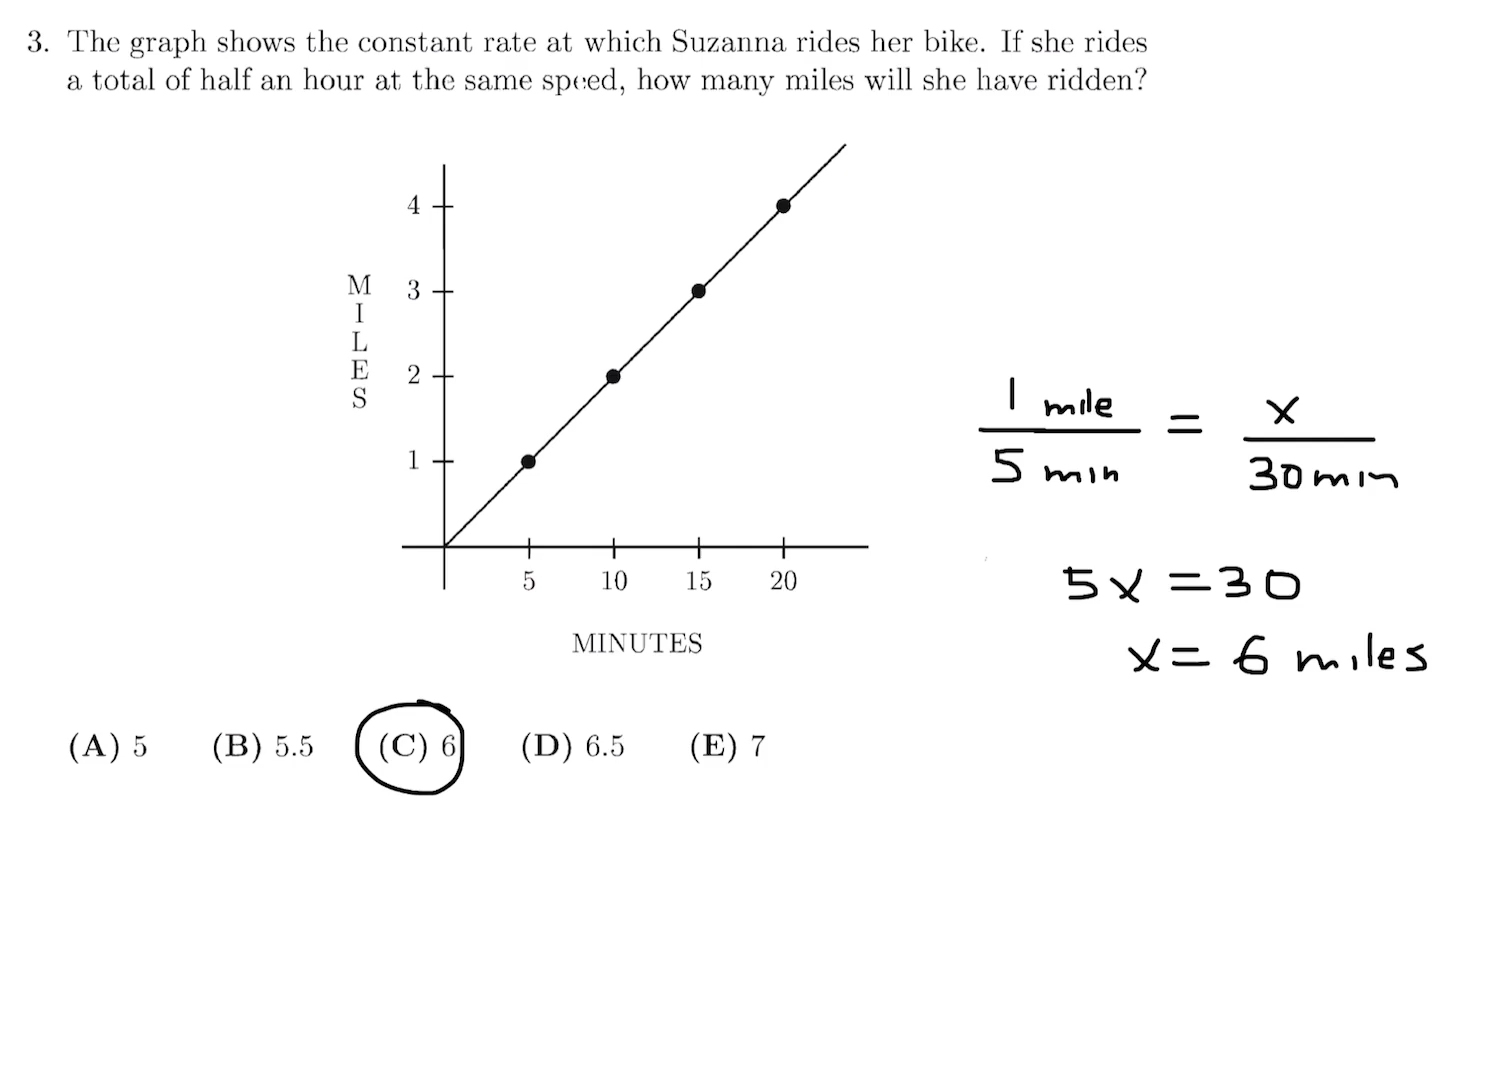 3. The graph shows the constant rate at which Suzanna rides her bike. If she rides
a total of half an hour at the same speed, how many miles will she have ridden?
4
3
2
1
M
I
L
E
S
5 10 15 20
MINUTES
1 mile = x
5 min 30 min
5x = 30
x = 6 miles
(A) 5 (B) 5.5 (C) 6 (D) 6.5 (E) 7